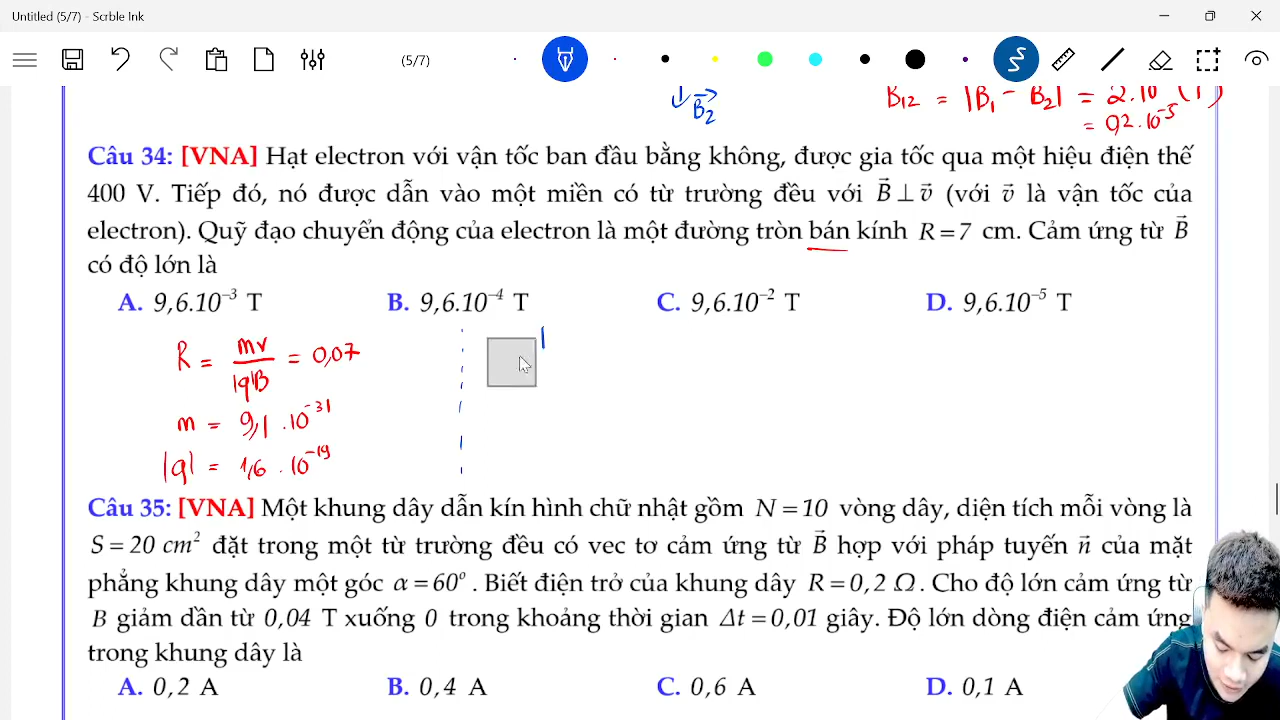 Untitled (5/7) - Scrble Ink
(5/7)
B₂
B₁₂ = |B₁ - B₂| = 2.10 (T)
= 0,2.10⁻⁵
Câu 34: [VNA] Hạt electron với vận tốc ban đầu bằng không, được gia tốc qua một hiệu điện thế
400 V. Tiếp đó, nó được dẫn vào một miền có từ trường đều với B⃗ ⊥ v⃗ (với v⃗ là vận tốc của
electron). Quỹ đạo chuyển động của electron là một đường tròn bán kính R = 7 cm. Cảm ứng từ B⃗
có độ lớn là
A. 9,6.10⁻³ T B. 9,6.10⁻⁴ T C. 9,6.10⁻² T D. 9,6.10⁻⁵ T
R = mv / |q|B = 0,07
m = 9,1 . 10⁻³¹
|q| = 1,6 . 10⁻¹⁹
Câu 35: [VNA] Một khung dây dẫn kín hình chữ nhật gồm N = 10 vòng dây, diện tích mỗi vòng là
S = 20 cm² đặt trong một từ trường đều có vec tơ cảm ứng từ B⃗ hợp với pháp tuyến n⃗ của mặt
phẳng khung dây một góc α = 60° . Biết điện trở của khung dây R = 0,2 Ω . Cho độ lớn cảm ứng từ
B giảm dần từ 0,04 T xuống 0 trong khoảng thời gian Δt = 0,01 giây. Độ lớn dòng điện cảm ứng
trong khung dây là
A. 0,2 A B. 0,4 A C. 0,6 A D. 0,1 A